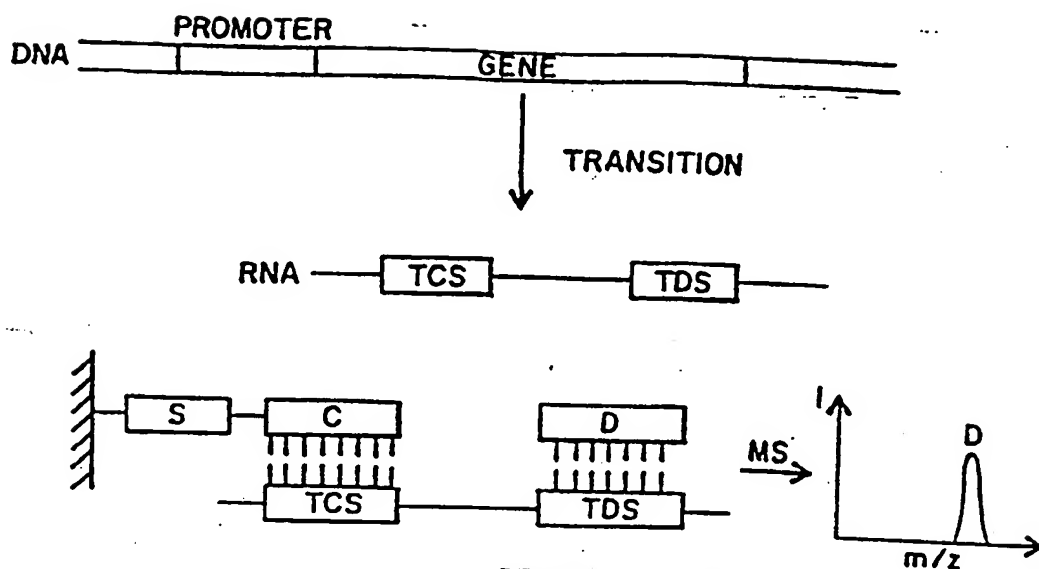 PROMOTER
DNA
GENE
TRANSITION
RNA
TCS
TDS
S
C
D
TCS
TDS
MS
I
D
m/z